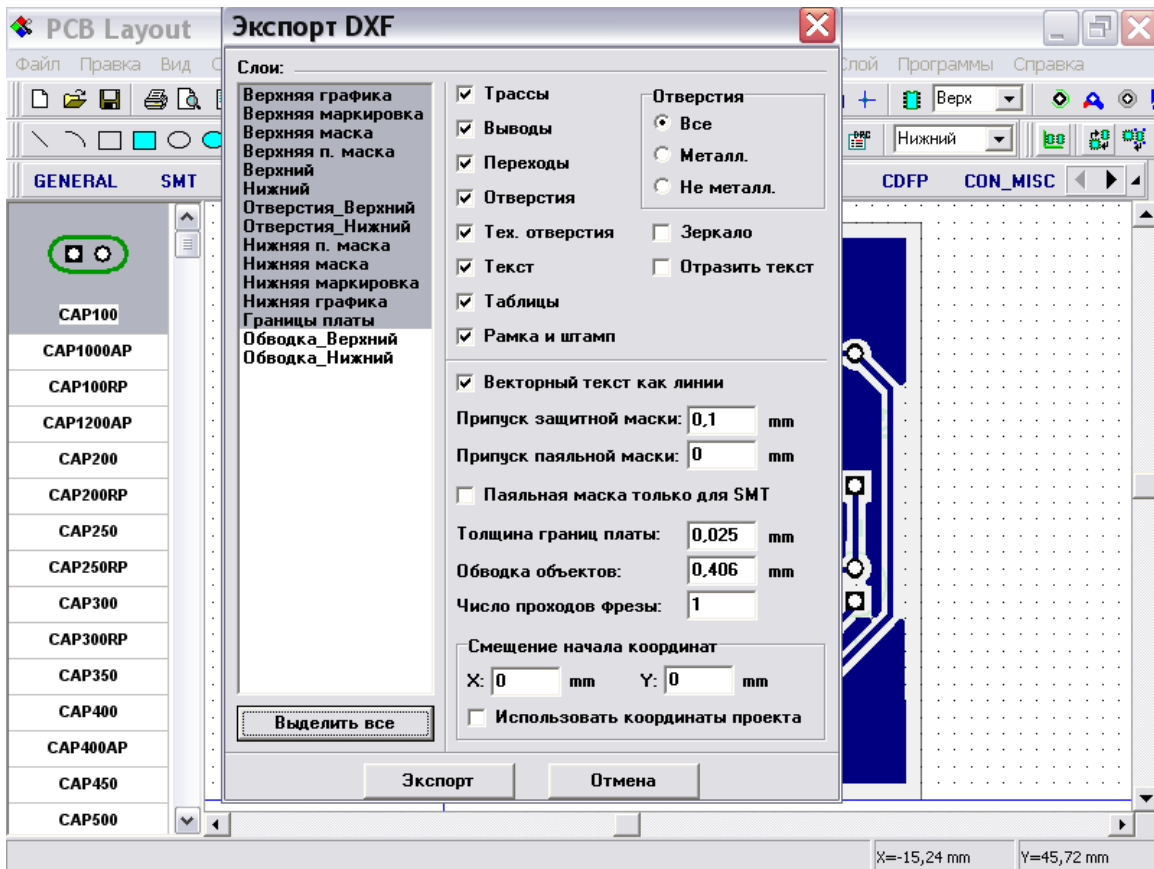 PCB Layout
Экспорт DXF
Файл Правка Вид
Слой Программы Справка
Верх
Нижний
GENERAL SMT
CDFP CON_MISC
CAP100
CAP1000AP
CAP100RP
CAP1200AP
CAP200
CAP200RP
CAP250
CAP250RP
CAP300
CAP300RP
CAP350
CAP400
CAP400AP
CAP450
CAP500
Слои:
Верхняя графика
Верхняя маркировка
Верхняя маска
Верхняя п. маска
Верхний
Нижний
Отверстия_Верхний
Отверстия_Нижний
Нижняя п. маска
Нижняя маска
Нижняя маркировка
Нижняя графика
Границы платы
Обводка_Верхний
Обводка_Нижний
Выделить все
Трассы
Выводы
Переходы
Отверстия
Тех. отверстия
Текст
Таблицы
Рамка и штамп
Отверстия
Все
Металл.
Не металл.
Зеркало
Отразить текст
Векторный текст как линии
Припуск защитной маски: 0,1 mm
Припуск паяльной маски: 0 mm
Паяльная маска только для SMT
Толщина границ платы: 0,025 mm
Обводка объектов: 0,406 mm
Число проходов фрезы: 1
Смещение начала координат
X: 0 mm Y: 0 mm
Использовать координаты проекта
Экспорт Отмена
X=-15,24 mm Y=45,72 mm